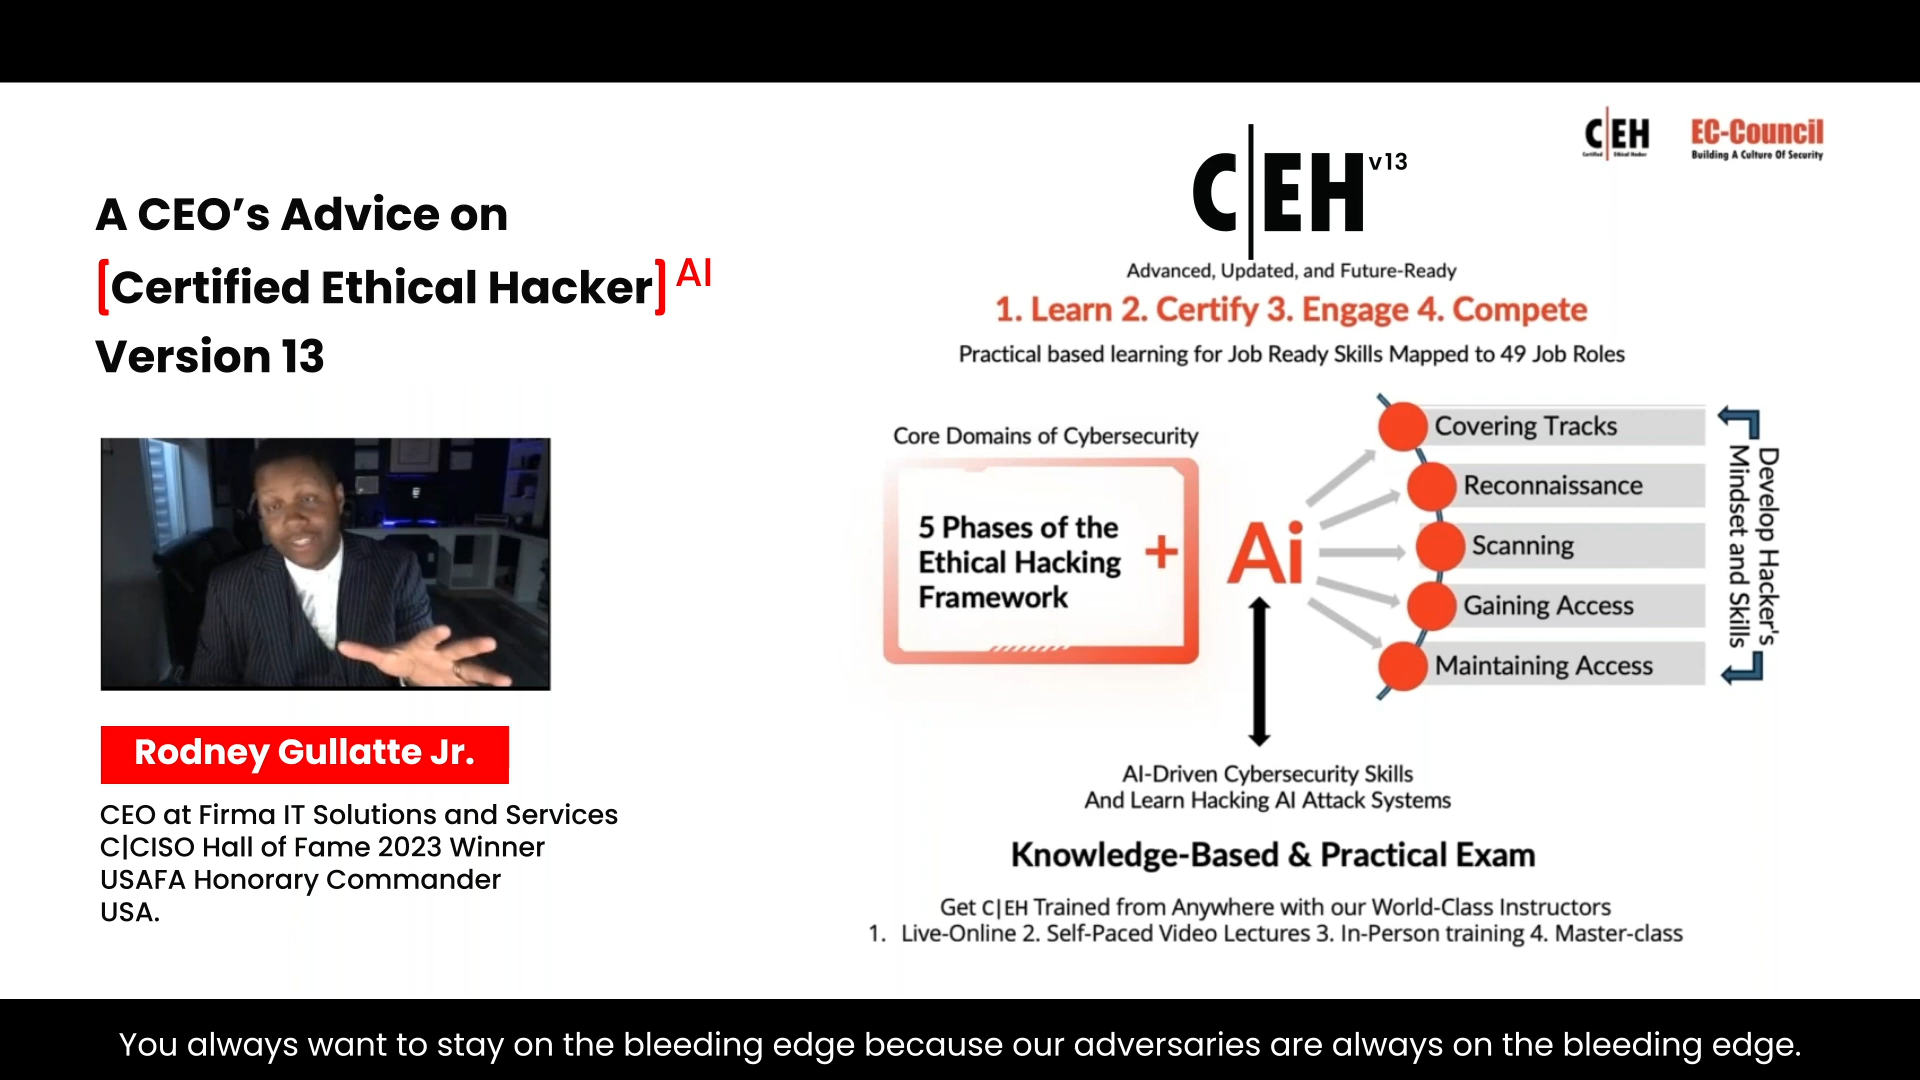 A CEO’s Advice on
[Certified Ethical Hacker] AI
Version 13
Rodney Gullatte Jr.
CEO at Firma IT Solutions and Services
C|CISO Hall of Fame 2023 Winner
USAFA Honorary Commander
USA.
C|EH
Certified Ethical Hacker
EC-Council
Building A Culture Of Security
C|EH v13
Advanced, Updated, and Future-Ready
1. Learn 2. Certify 3. Engage 4. Compete
Practical based learning for Job Ready Skills Mapped to 49 Job Roles
Core Domains of Cybersecurity
5 Phases of the
Ethical Hacking
Framework
+
Ai
Covering Tracks
Reconnaissance
Scanning
Gaining Access
Maintaining Access
Develop Hacker's
Mindset and Skills
AI-Driven Cybersecurity Skills
And Learn Hacking AI Attack Systems
Knowledge-Based & Practical Exam
Get C|EH Trained from Anywhere with our World-Class Instructors
1. Live-Online 2. Self-Paced Video Lectures 3. In-Person training 4. Master-class
You always want to stay on the bleeding edge because our adversaries are always on the bleeding edge.